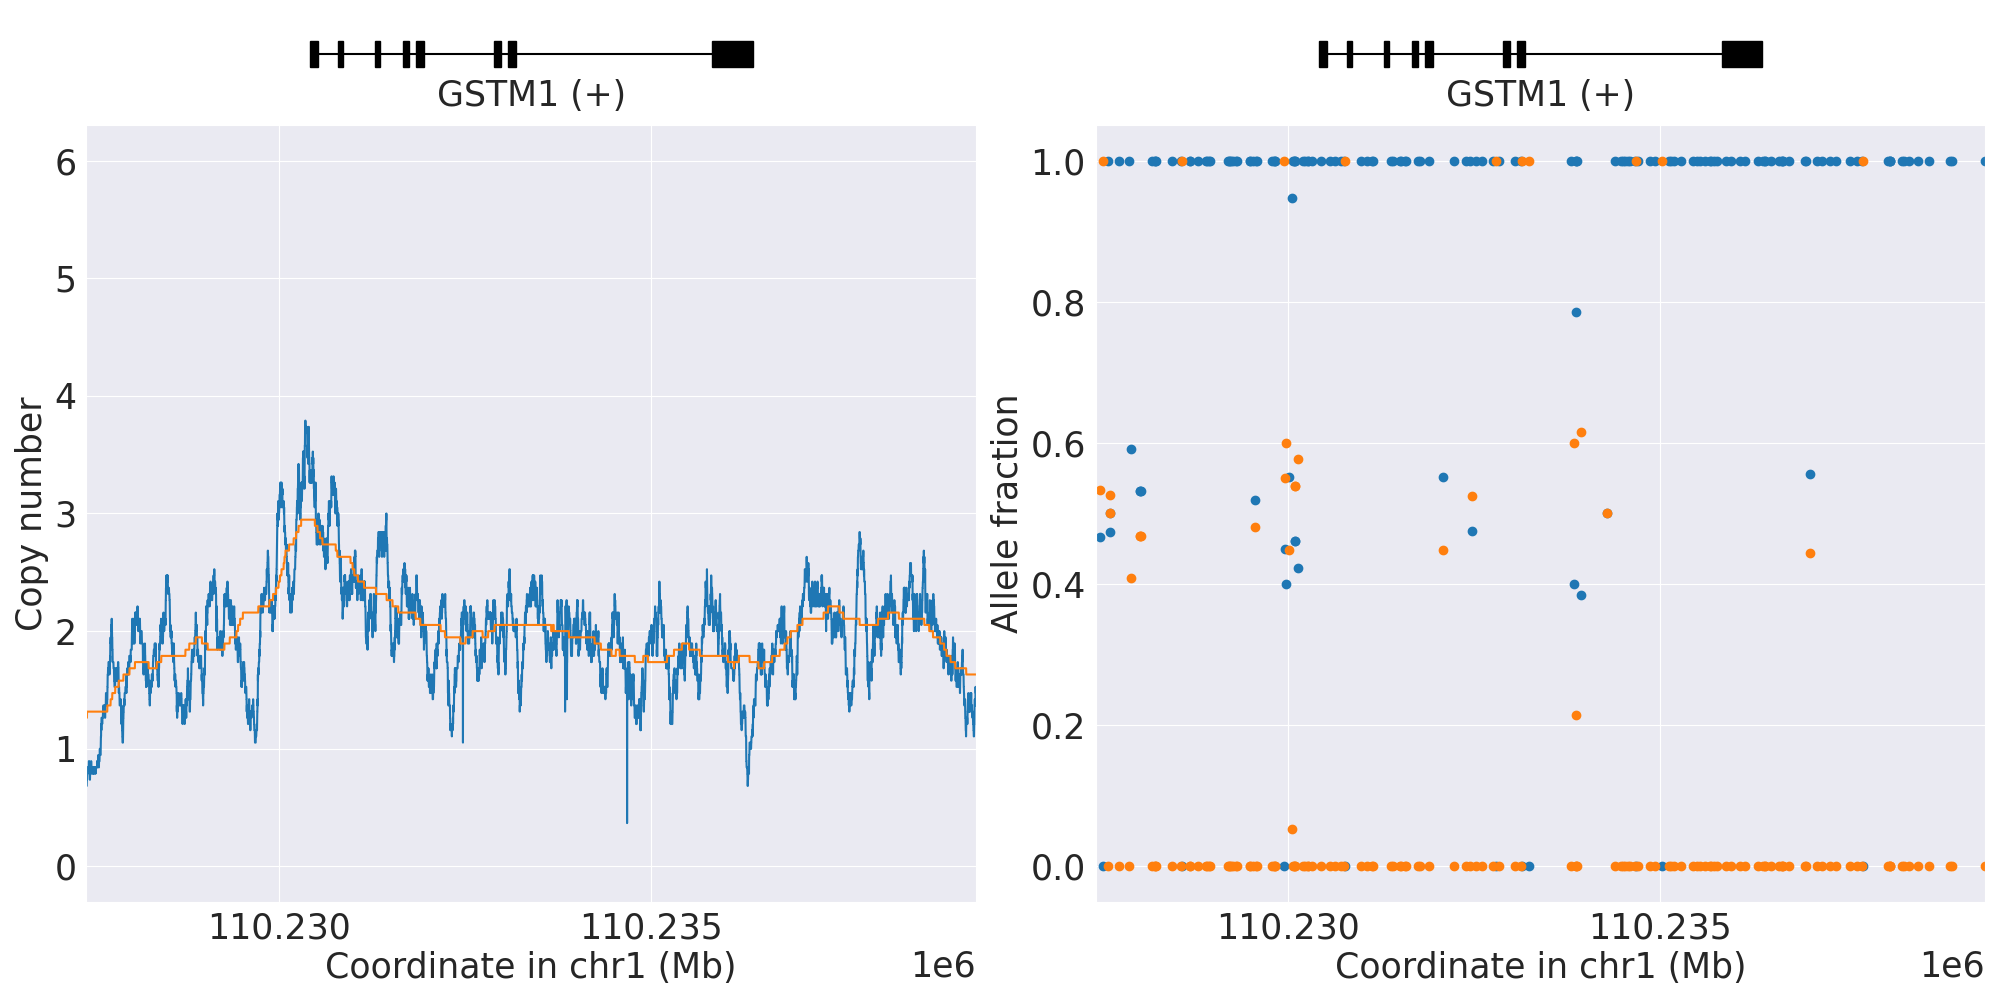 GSTM1 (+)
6
5
4
3
2
1
0
Copy number
110.230
110.235
Coordinate in chr1 (Mb)
1e6
GSTM1 (+)
1.0
0.8
0.6
0.4
0.2
0.0
Allele fraction
110.230
110.235
Coordinate in chr1 (Mb)
1e6